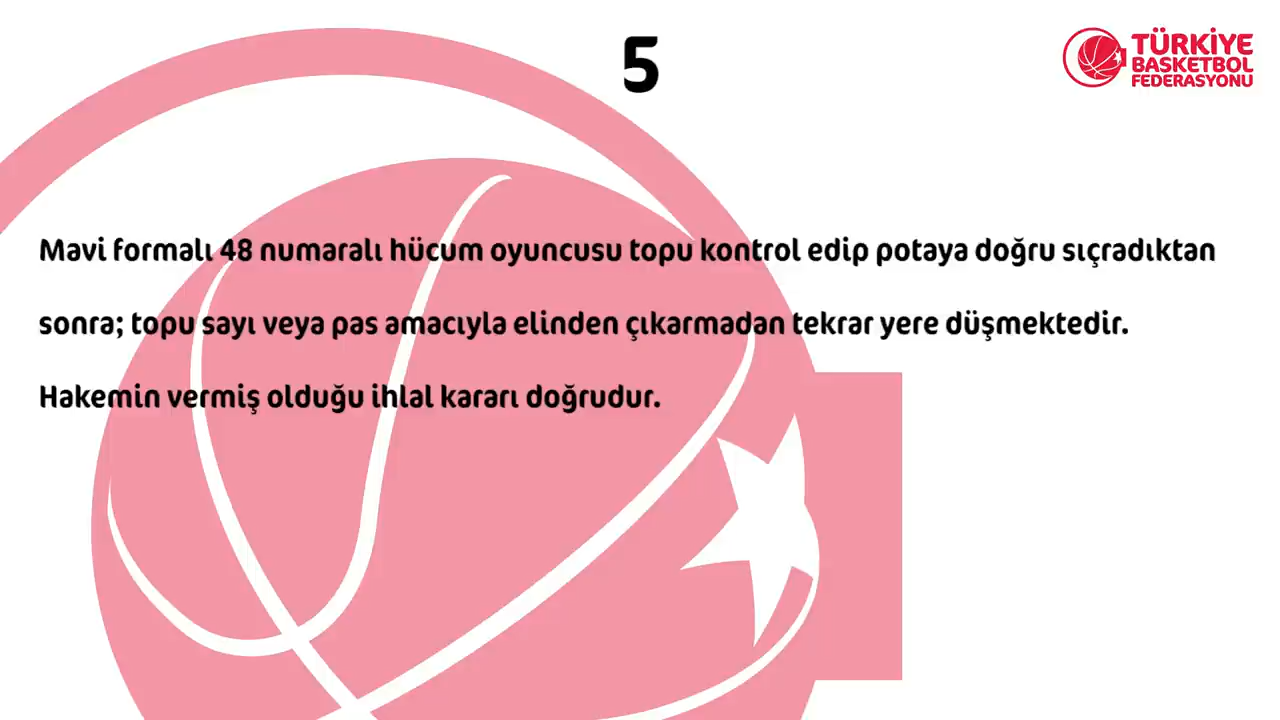 5
TÜRKİYE
BASKETBOL
FEDERASYONU
Mavi formalı 48 numaralı hücum oyuncusu topu kontrol edip potaya doğru sıçradıktan
sonra; topu sayı veya pas amacıyla elinden çıkarmadan tekrar yere düşmektedir.
Hakemin vermiş olduğu ihlal kararı doğrudur.